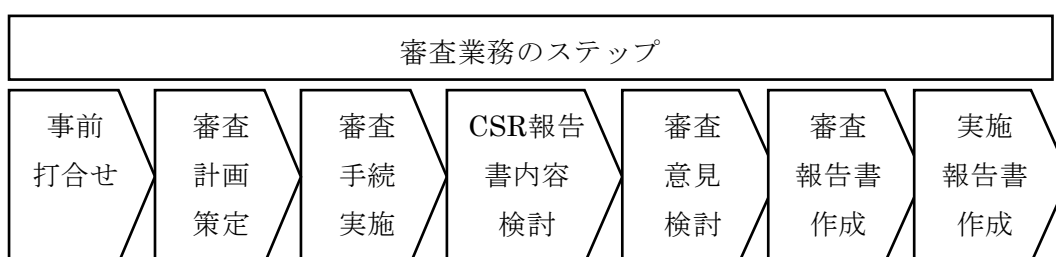 審査業務のステップ
事前
打合せ
審査
計画
策定
審査
手続
実施
CSR報告
書内容
検討
審査
意見
検討
審査
報告書
作成
実施
報告書
作成